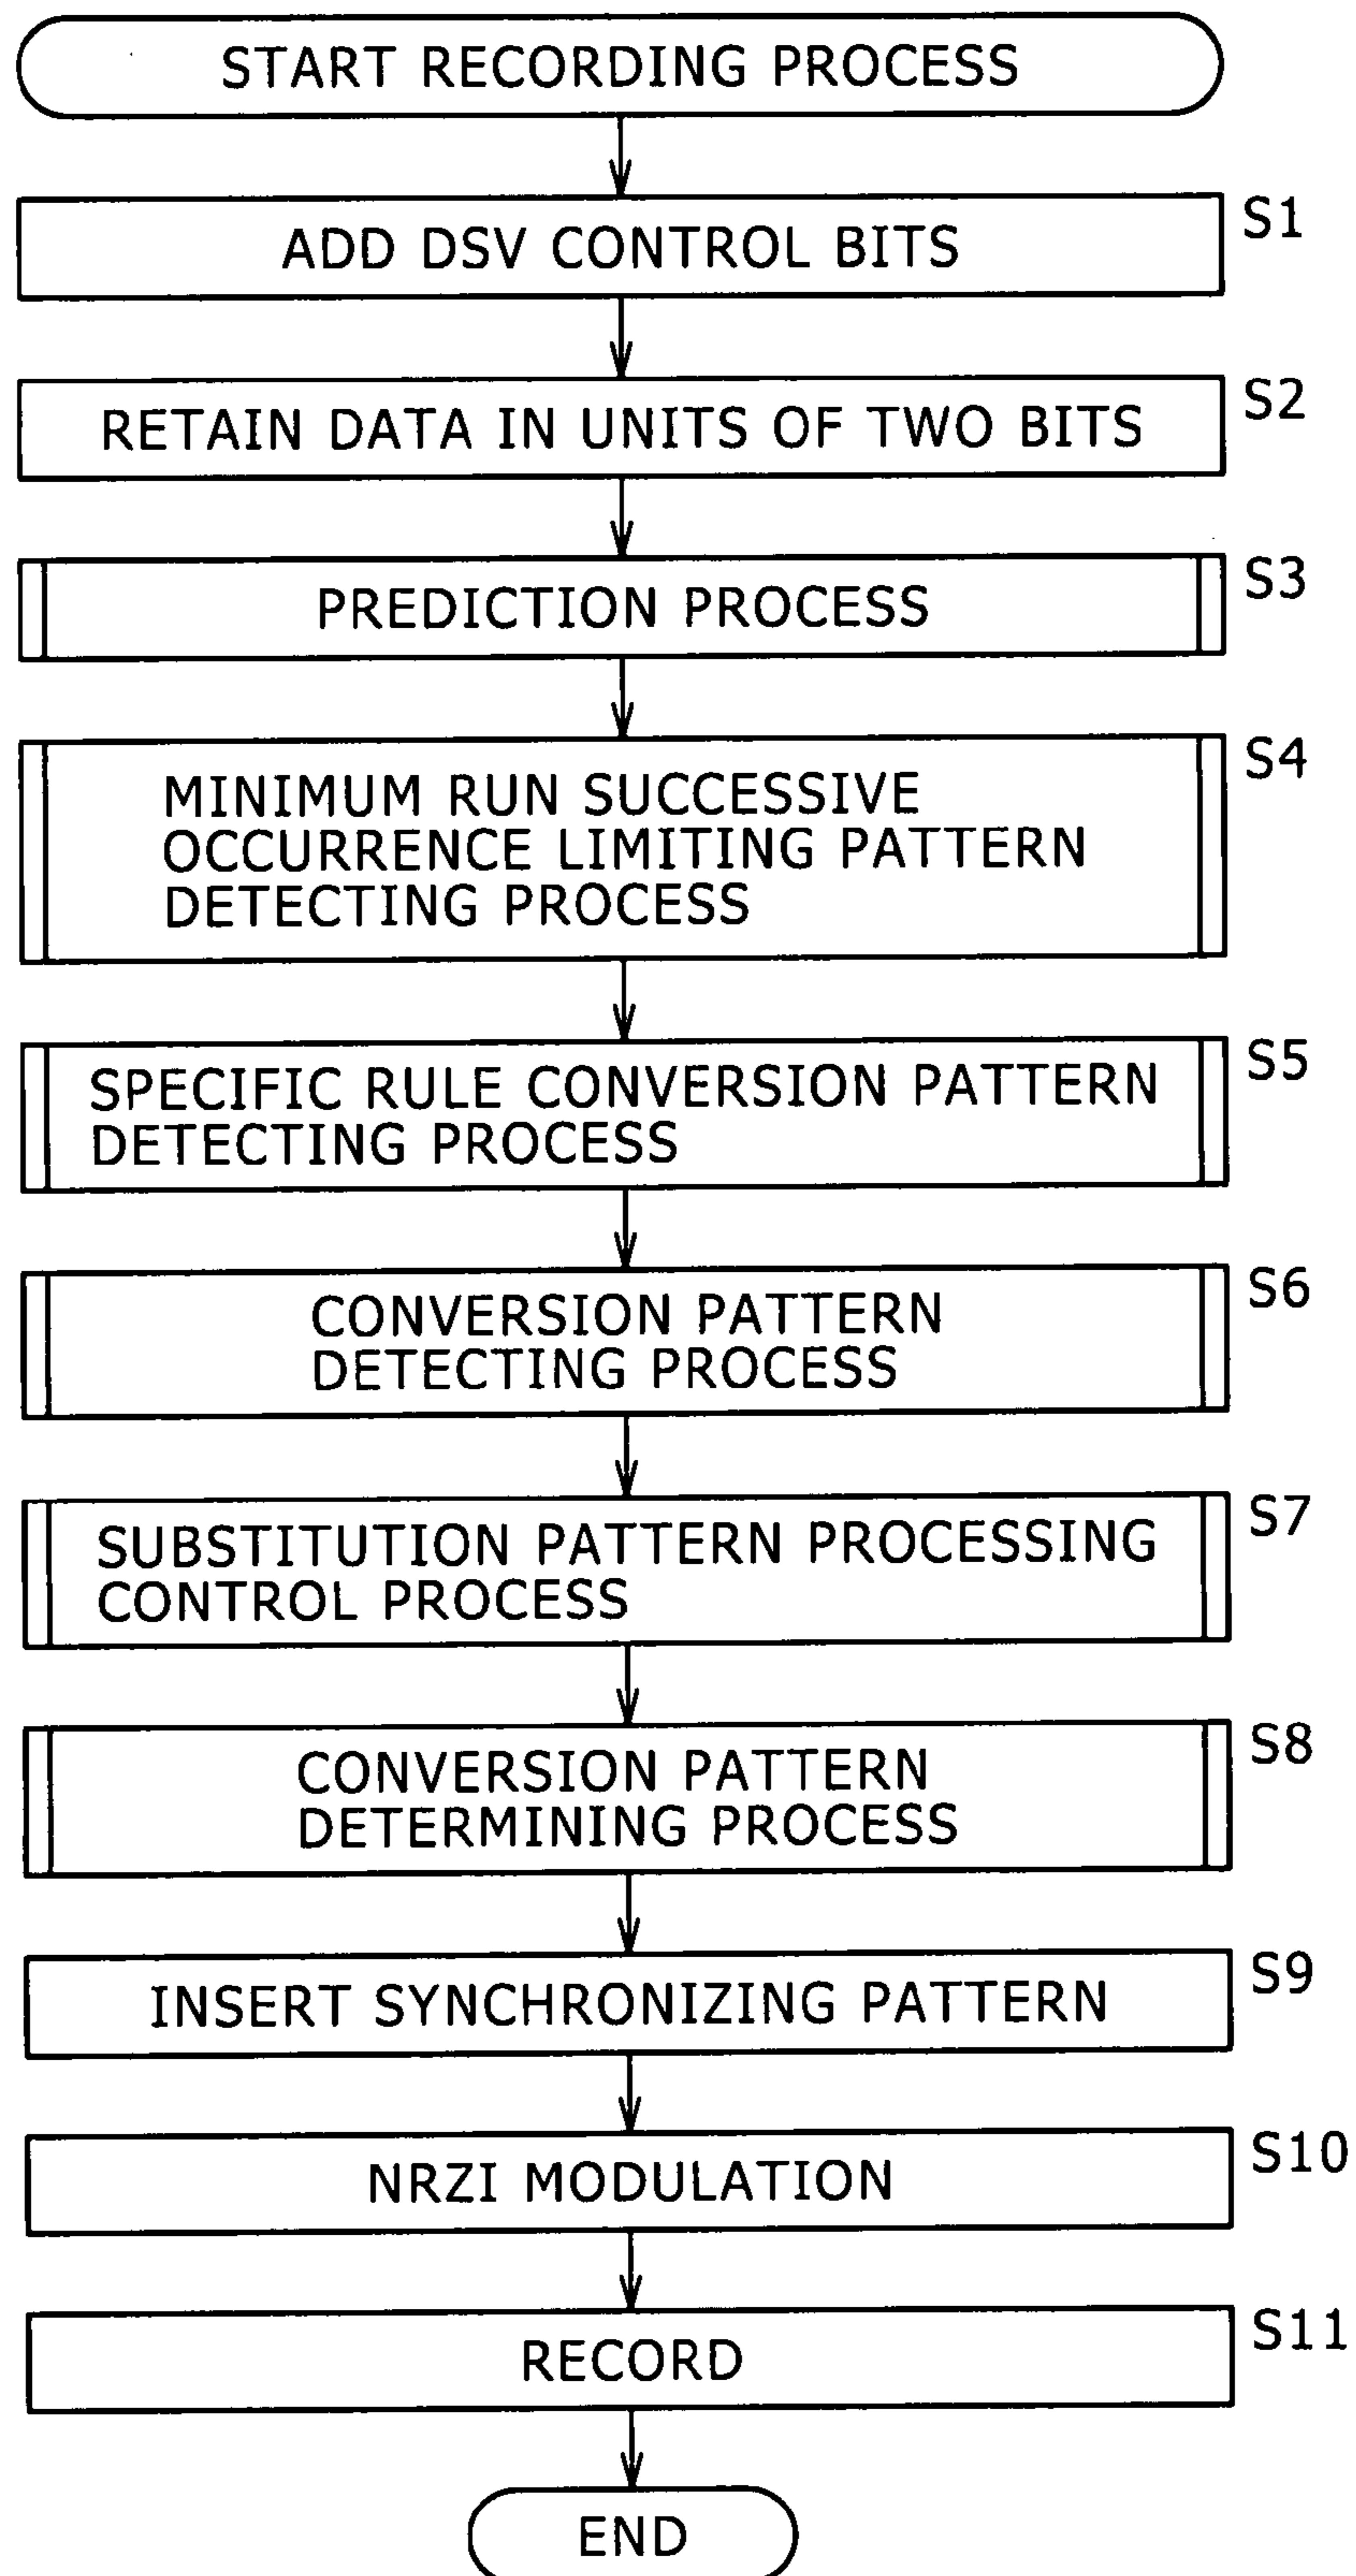 START RECORDING PROCESS
ADD DSV CONTROL BITS
S1
RETAIN DATA IN UNITS OF TWO BITS
S2
PREDICTION PROCESS
S3
MINIMUM RUN SUCCESSIVE
OCCURRENCE LIMITING PATTERN
DETECTING PROCESS
S4
SPECIFIC RULE CONVERSION PATTERN
DETECTING PROCESS
S5
CONVERSION PATTERN
DETECTING PROCESS
S6
SUBSTITUTION PATTERN PROCESSING
CONTROL PROCESS
S7
CONVERSION PATTERN
DETERMINING PROCESS
S8
INSERT SYNCHRONIZING PATTERN
S9
NRZI MODULATION
S10
RECORD
S11
END